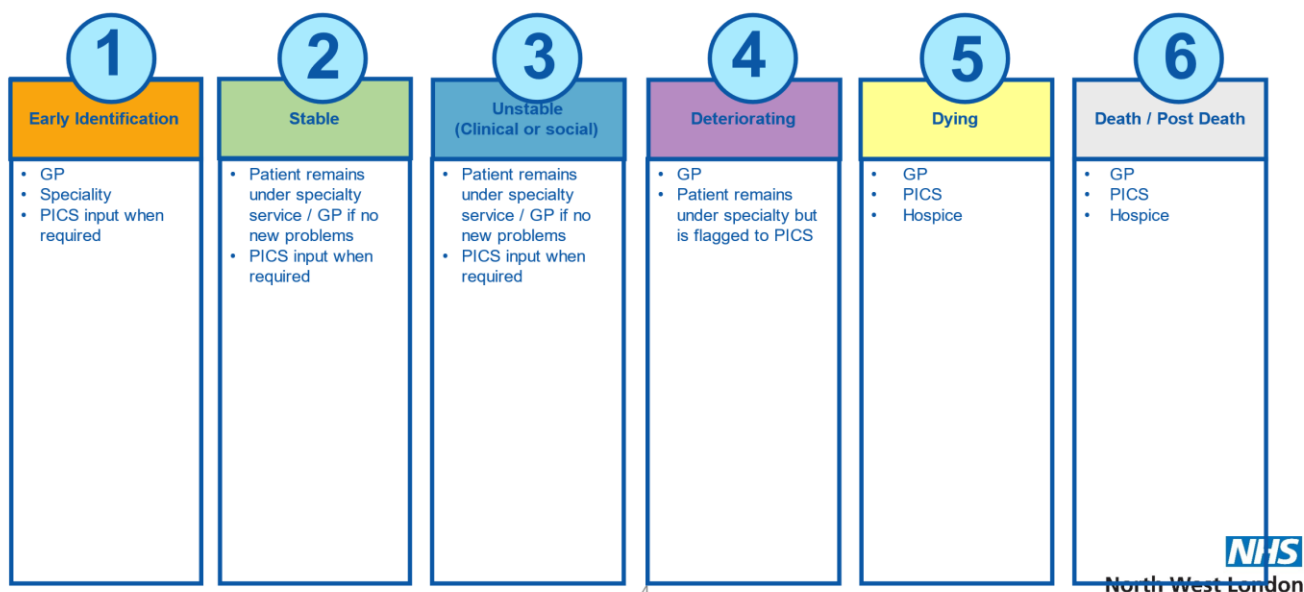 1
Early Identification
• GP
• Speciality
• PICS input when
required
2
Stable
• Patient remains
under specialty
service / GP if no
new problems
• PICS input when
required
3
Unstable
(Clinical or social)
• Patient remains
under specialty
service / GP if no
new problems
• PICS input when
required
4
Deteriorating
• GP
• Patient remains
under specialty but
is flagged to PICS
5
Dying
• GP
• PICS
• Hospice
6
Death / Post Death
• GP
• PICS
• Hospice
NHS
North West London